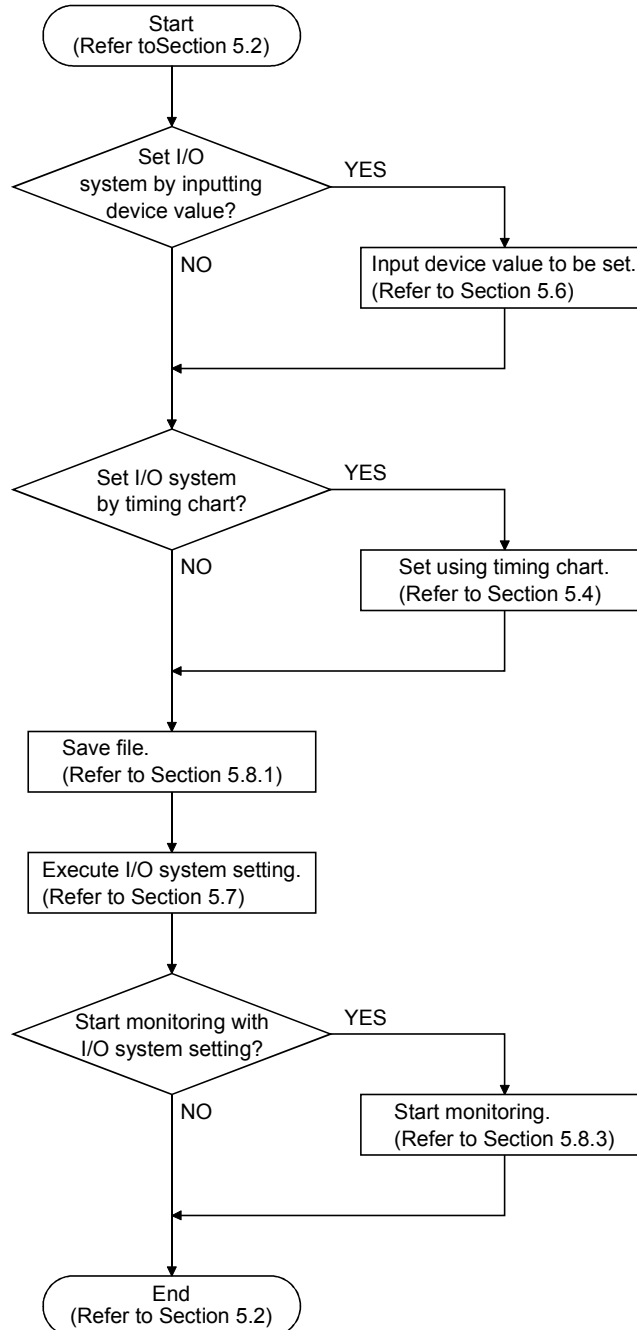 Start
(Refer toSection 5.2)
Set I/O
system by inputting
device value?
YES
NO
Input device value to be set.
(Refer to Section 5.6)
Set I/O system
by timing chart?
YES
NO
Set using timing chart.
(Refer to Section 5.4)
Save file.
(Refer to Section 5.8.1)
Execute I/O system setting.
(Refer to Section 5.7)
Start monitoring with
I/O system setting?
YES
NO
Start monitoring.
(Refer to Section 5.8.3)
End
(Refer to Section 5.2)